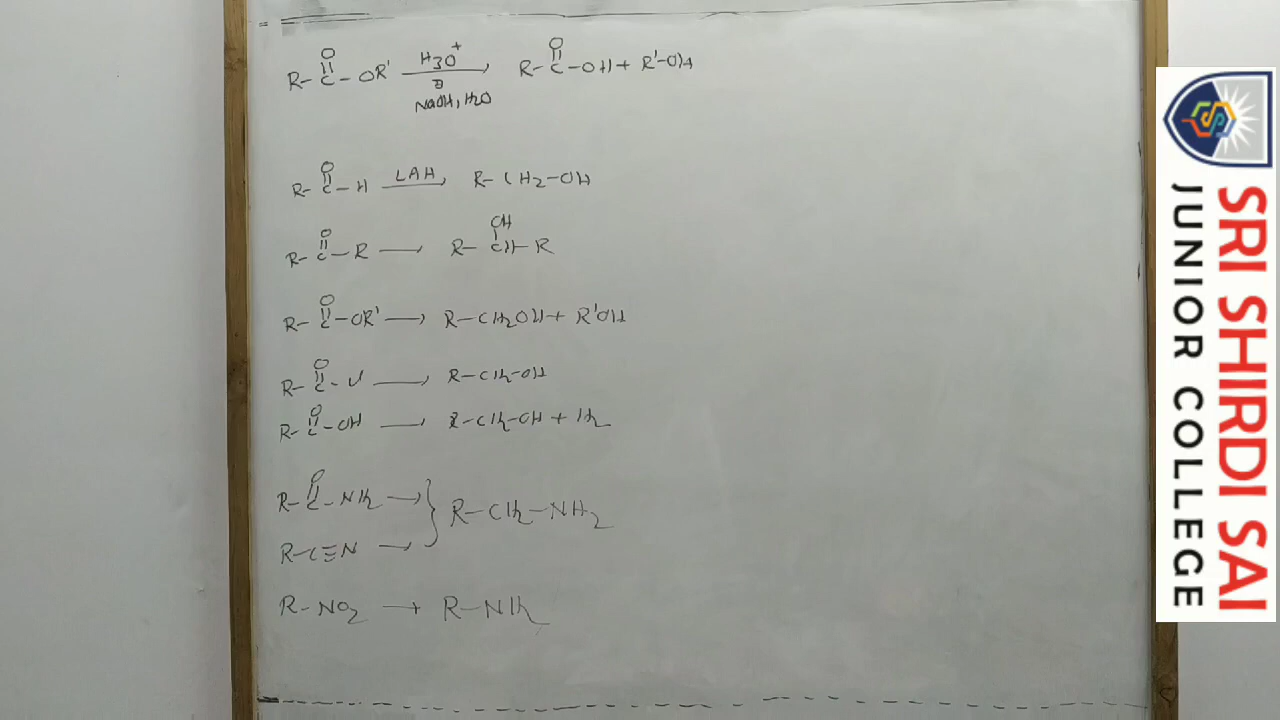 R-C(=O)-OR' H3O+ / NaOH, H2O → R-C(=O)-OH + R'-OH
R-C(=O)-H LAH → R-CH2-OH
R-C(=O)-R → R-CH(OH)-R
R-C(=O)-OR' → R-CH2OH + R'OH
R-C(=O)-Cl → R-CH2-OH
R-C(=O)-OH → R-CH2-OH + H2
R-C(=O)-NH2 → } R-CH2-NH2
R-C≡N →
R-NO2 → R-NH2
SRI SHIRDI SAI
JUNIOR COLLEGE